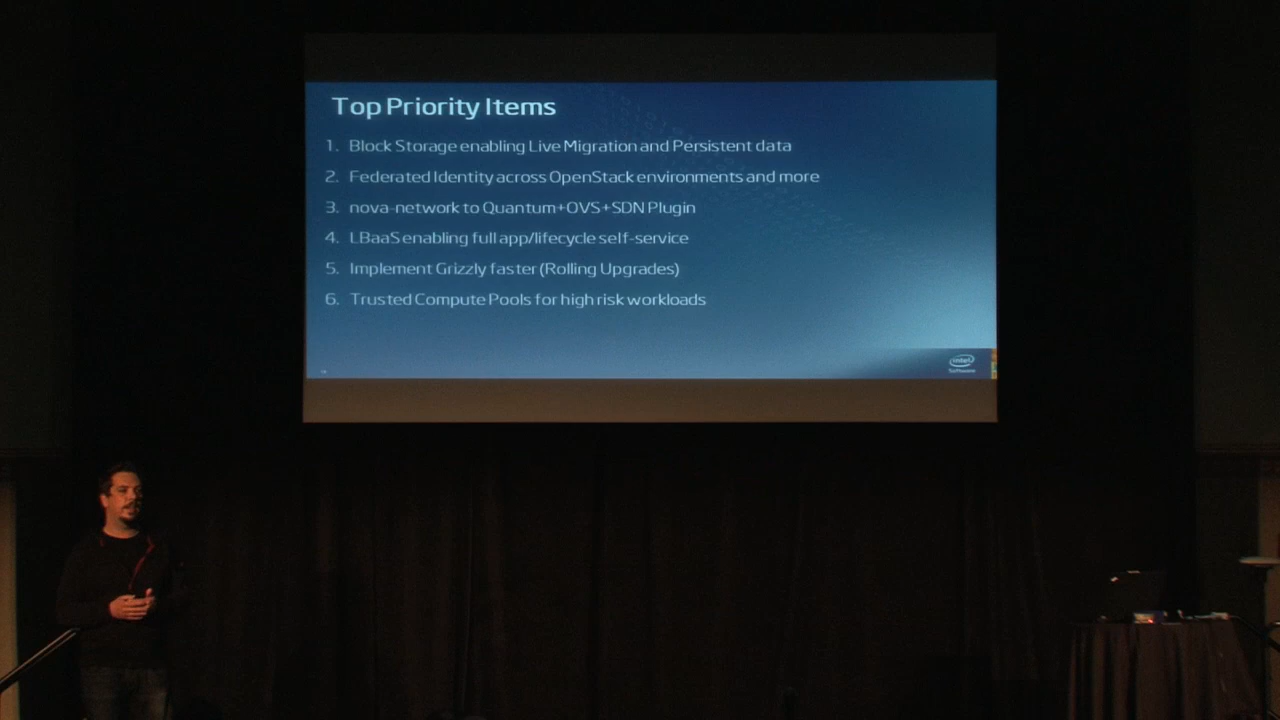 Top Priority Items
1. Block Storage enabling Live Migration and Persistent data
2. Federated Identity across OpenStack environments and more
3. nova-network to Quantum+OVS+SDN Plugin
4. LBaaS enabling full app/lifecycle self-service
5. Implement Grizzly faster (Rolling Upgrades)
6. Trusted Compute Pools for high risk workloads
intel
Software